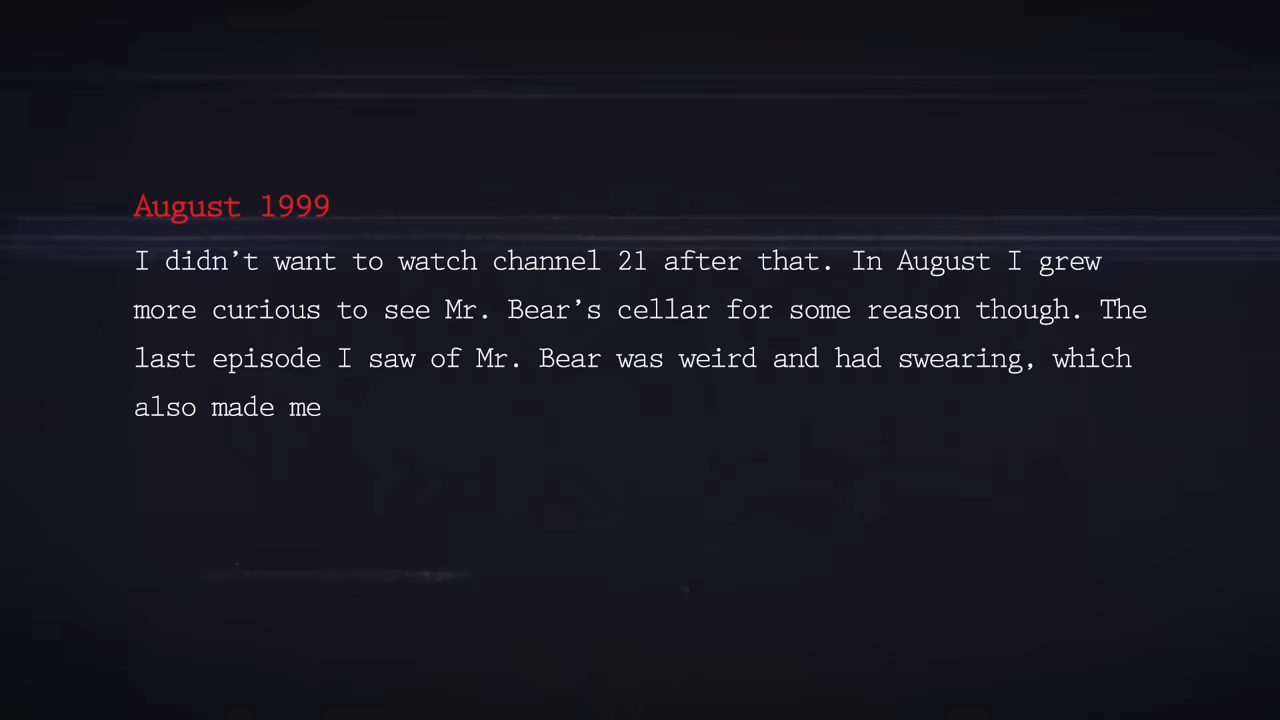 August 1999
I didn’t want to watch channel 21 after that. In August I grew
more curious to see Mr. Bear’s cellar for some reason though. The
last episode I saw of Mr. Bear was weird and had swearing, which
also made me